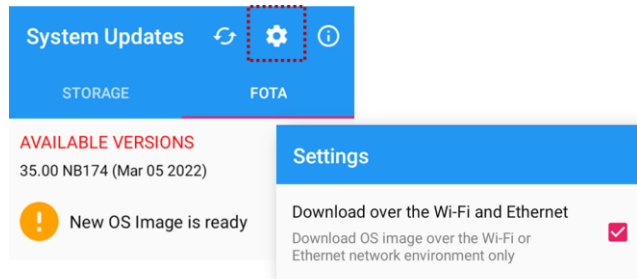 System Updates
STORAGE
FOTA
AVAILABLE VERSIONS
35.00 NB174 (Mar 05 2022)
New OS Image is ready
Settings
Download over the Wi-Fi and Ethernet
Download OS image over the Wi-Fi or
Ethernet network environment only